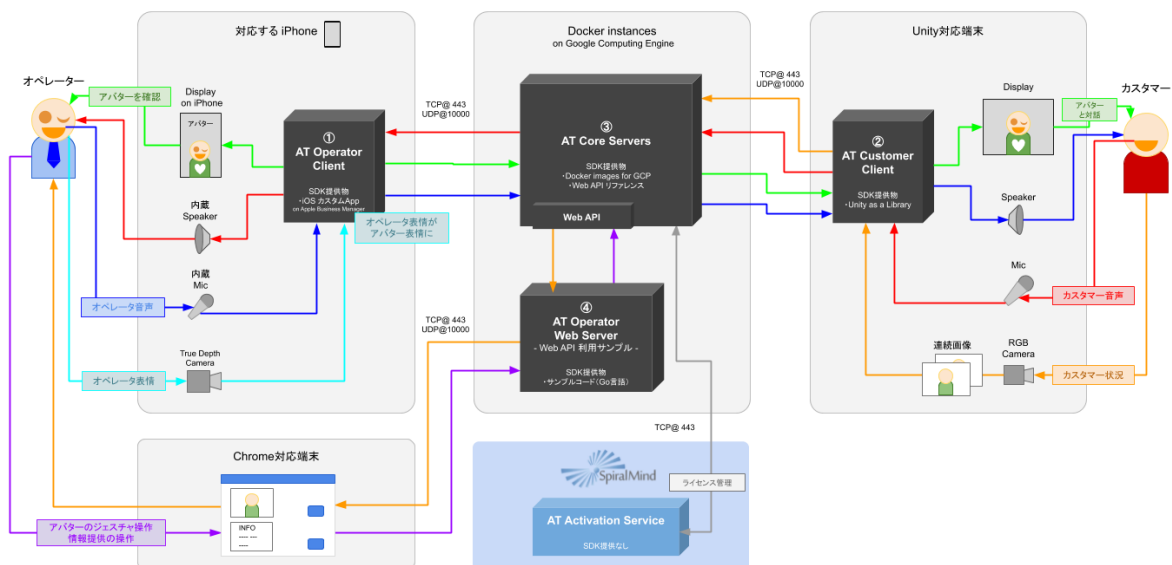 対応する iPhone
Docker instances
on Google Computing Engine
Unity対応端末
オペレーター
アバターを確認
Display
on iPhone
アバター
TCP@ 443
UDP@10000
①
AT Operator
Client
SDK提供物
・iOS カスタムApp
on Apple Business Manager
③
AT Core Servers
SDK提供物
・Docker images for GCP
・Web API リファレンス
Web API
TCP@ 443
UDP@10000
②
AT Customer
Client
SDK提供物
・Unity as a Library
Display
アバター
と対話
カスタマー
内蔵
Speaker
オペレータ表情が
アバター表情に
Speaker
内蔵
Mic
オペレータ音声
Mic
カスタマー音声
④
AT Operator
Web Server
- Web API 利用サンプル -
SDK提供物
・サンプルコード(Go言語)
TCP@ 443
UDP@10000
True Depth
Camera
オペレータ表情
連続画像
RGB
Camera
カスタマー状況
TCP@ 443
Chrome対応端末
INFO
---- ---
----
アバターのジェスチャ操作
情報提供の操作
SpiralMind
ライセンス管理
AT Activation Service
SDK提供なし